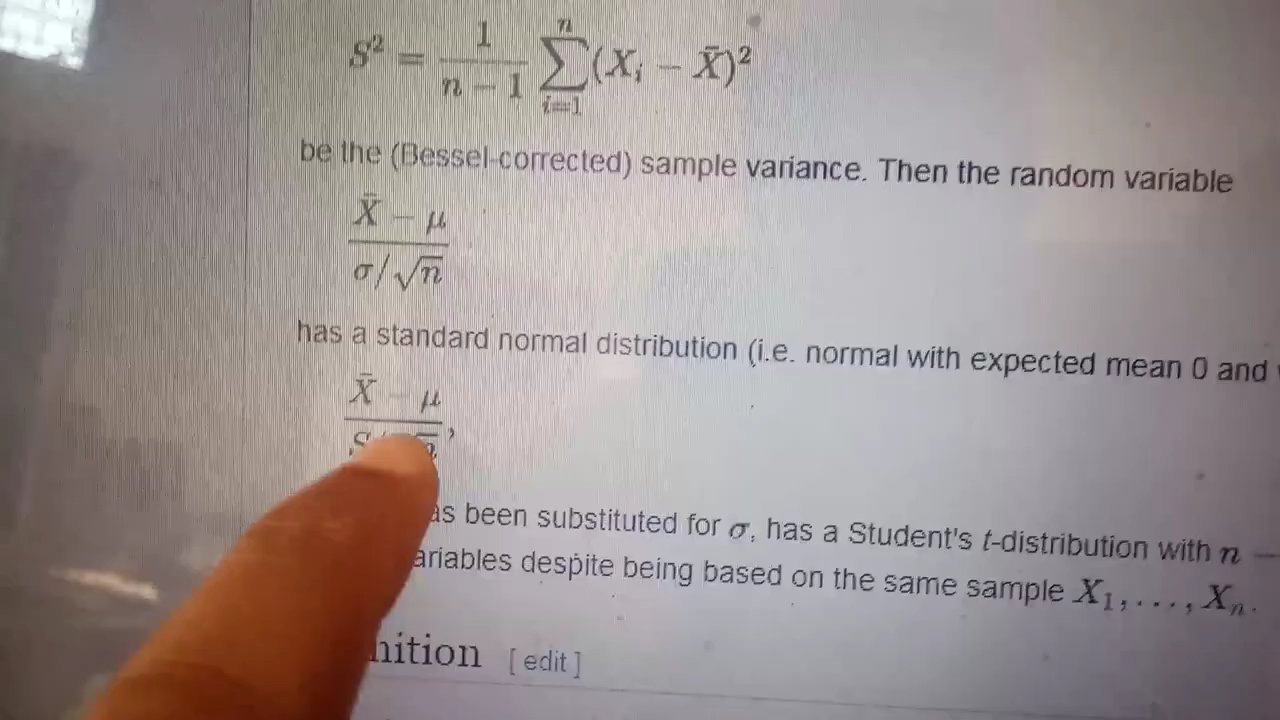 S² = 1/(n − 1) ∑ᵢ₌₁ⁿ (Xᵢ − X̄)²
be the (Bessel-corrected) sample variance. Then the random variable
X̄ − μ
σ/√n
has a standard normal distribution (i.e. normal with expected mean 0 and
X̄ − μ
S ,
as been substituted for σ, has a Student's t-distribution with n −
ariables despite being based on the same sample X₁, . . . , Xₙ.
nition [ edit ]